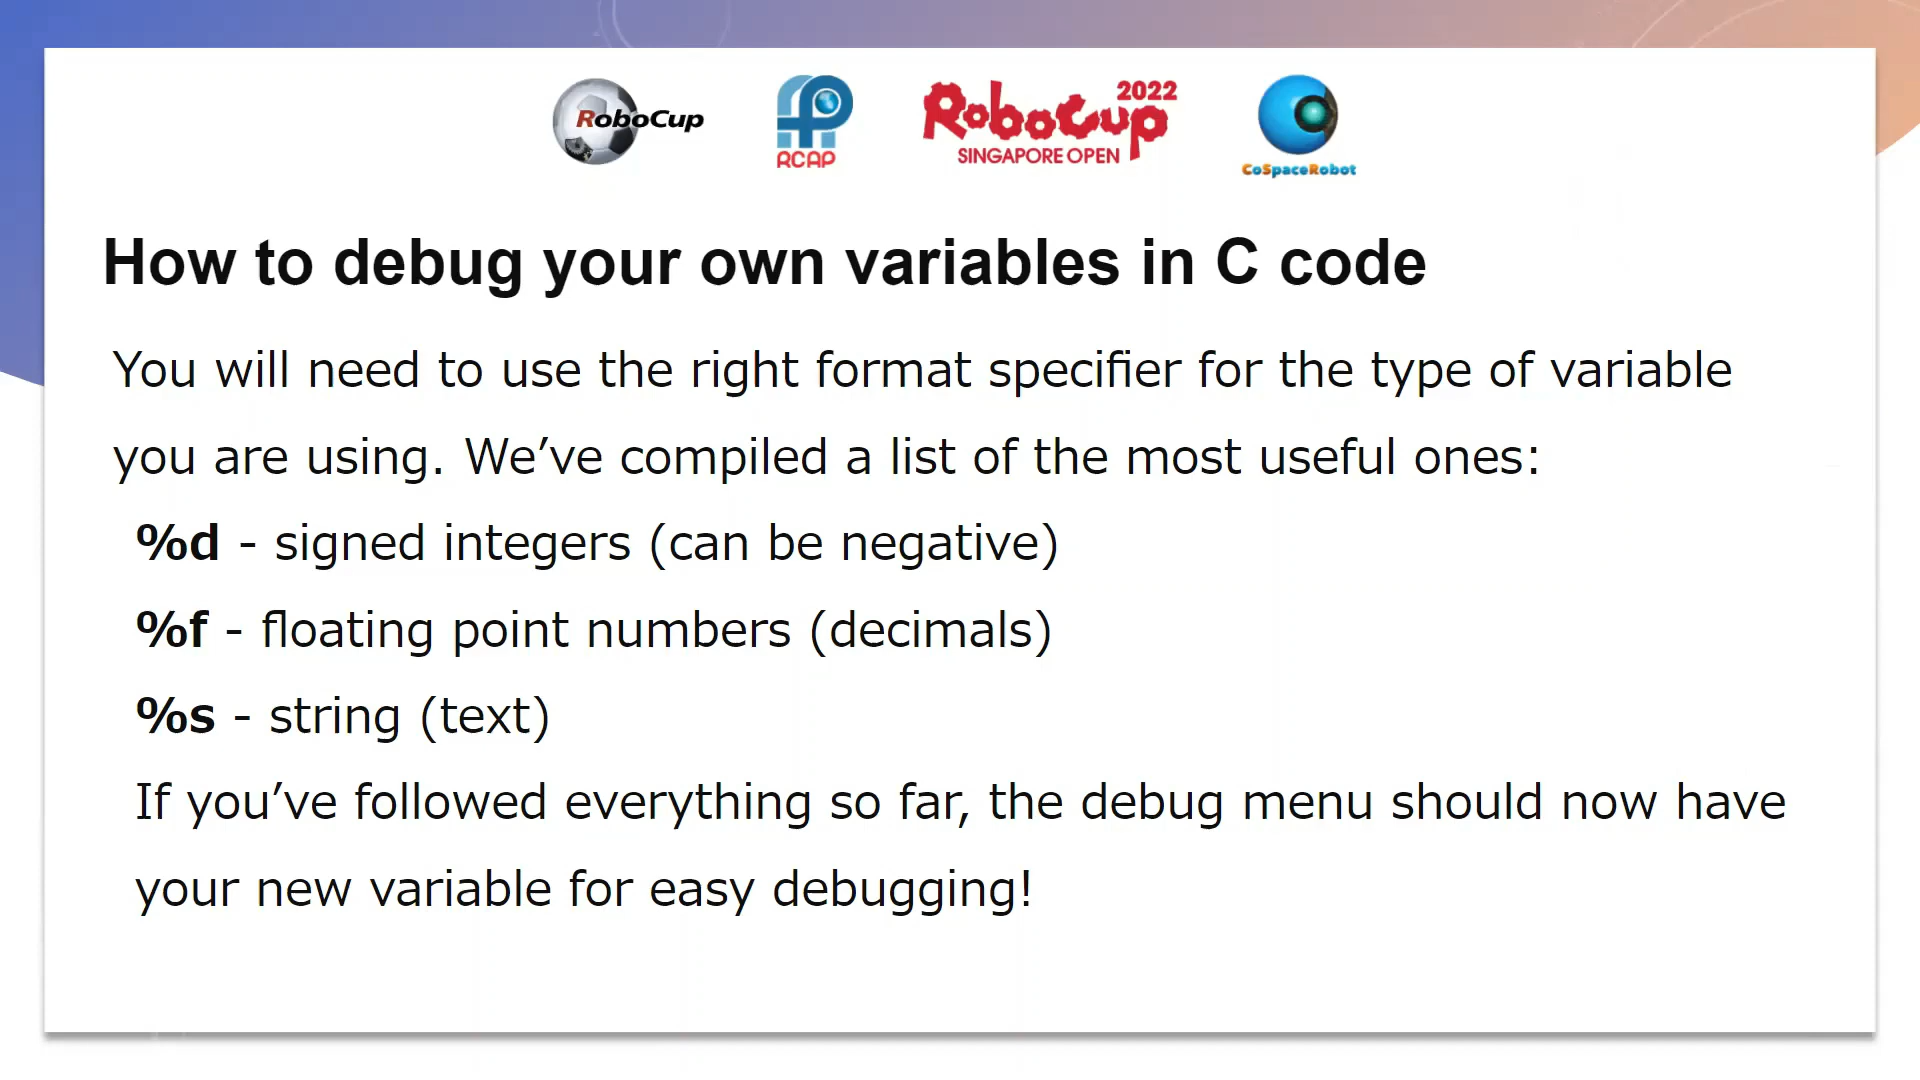 RoboCup
RCAP
RoboCup 2022
SINGAPORE OPEN
CoSpaceRobot
How to debug your own variables in C code
You will need to use the right format specifier for the type of variable
you are using. We’ve compiled a list of the most useful ones:
%d - signed integers (can be negative)
%f - floating point numbers (decimals)
%s - string (text)
If you’ve followed everything so far, the debug menu should now have
your new variable for easy debugging!